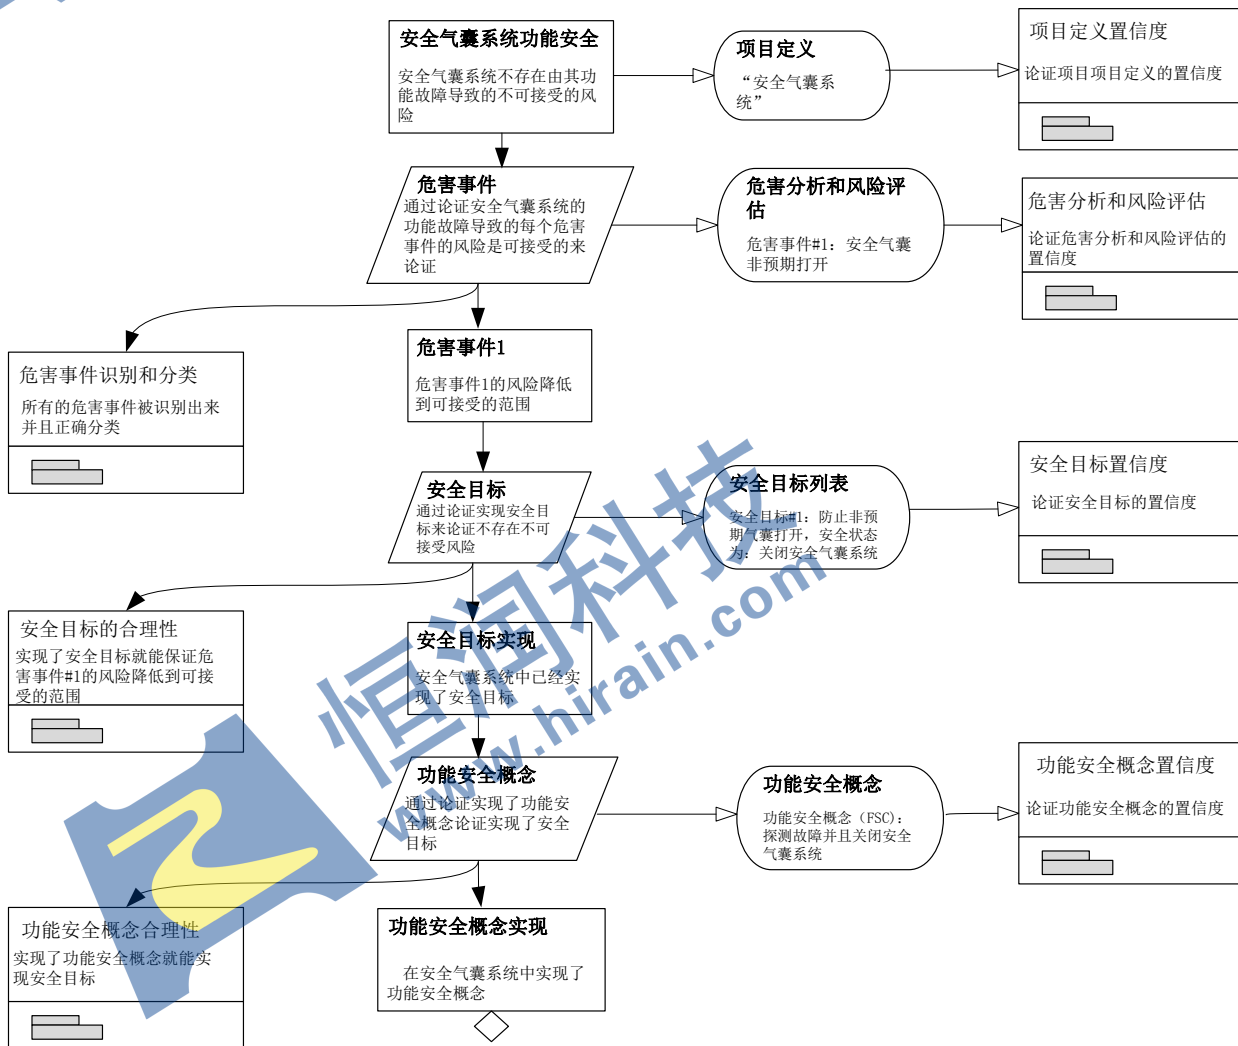 安全气囊系统功能安全
安全气囊系统不存在由其功
能故障导致的不可接受的风
险
项目定义
“安全气囊系
统”
项目定义置信度
论证项目项目定义的置信度
危害事件
通过论证安全气囊系统的
功能故障导致的每个危害
事件的风险是可接受的来
论证
危害分析和风险评
估
危害事件#1：安全气囊
非预期打开
危害分析和风险评估
论证危害分析和风险评估的
置信度
危害事件识别和分类
所有的危害事件被识别出来
并且正确分类
危害事件1
危害事件1的风险降低
到可接受的范围
安全目标
通过论证实现安全目
标来论证不存在不可
接受风险
安全目标列表
安全目标#1：防止非预
期气囊打开，安全状态
为：关闭安全气囊系统
安全目标置信度
论证安全目标的置信度
安全目标的合理性
实现了安全目标就能保证危
害事件#1的风险降低到可接
受的范围
安全目标实现
安全气囊系统中已经实
现了安全目标
功能安全概念
通过论证实现了功能安
全概念论证实现了安全
目标
功能安全概念
功能安全概念（FSC）：
探测故障并且关闭安全
气囊系统
功能安全概念置信度
论证功能安全概念的置信度
功能安全概念合理性
实现了功能安全概念就能实
现安全目标
功能安全概念实现
在安全气囊系统中实现了
功能安全概念
恒润科技
www.hirain.com